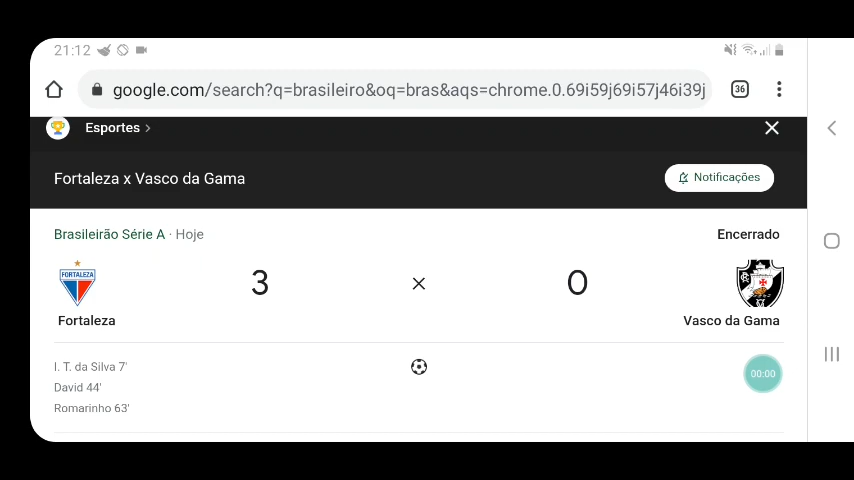 21:12
google.com/search?q=brasileiro&oq=bras&aqs=chrome.0.69i59j69i57j46i39j
36
Esportes
Fortaleza x Vasco da Gama
Notificações
Brasileirão Série A · Hoje
Encerrado
FORTALEZA
3 × 0
Fortaleza
Vasco da Gama
I. T. da Silva 7'
David 44'
Romarinho 63'
00:00